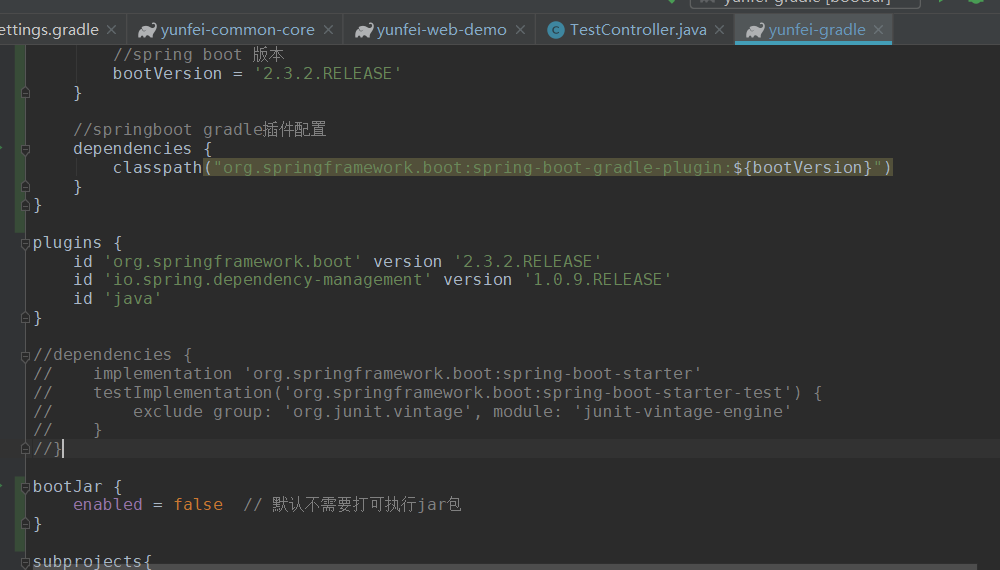 yunfei-gradle [bootJar]
ettings.gradle yunfei-common-core yunfei-web-demo TestController.java yunfei-gradle
//spring boot 版本
bootVersion = '2.3.2.RELEASE'
}
//springboot gradle插件配置
dependencies {
classpath("org.springframework.boot:spring-boot-gradle-plugin:${bootVersion}")
}
}
plugins {
id 'org.springframework.boot' version '2.3.2.RELEASE'
id 'io.spring.dependency-management' version '1.0.9.RELEASE'
id 'java'
}
//dependencies {
//    implementation 'org.springframework.boot:spring-boot-starter'
//    testImplementation('org.springframework.boot:spring-boot-starter-test') {
//        exclude group: 'org.junit.vintage', module: 'junit-vintage-engine'
//    }
//}
bootJar {
enabled = false  // 默认不需要打可执行jar包
}
subprojects{